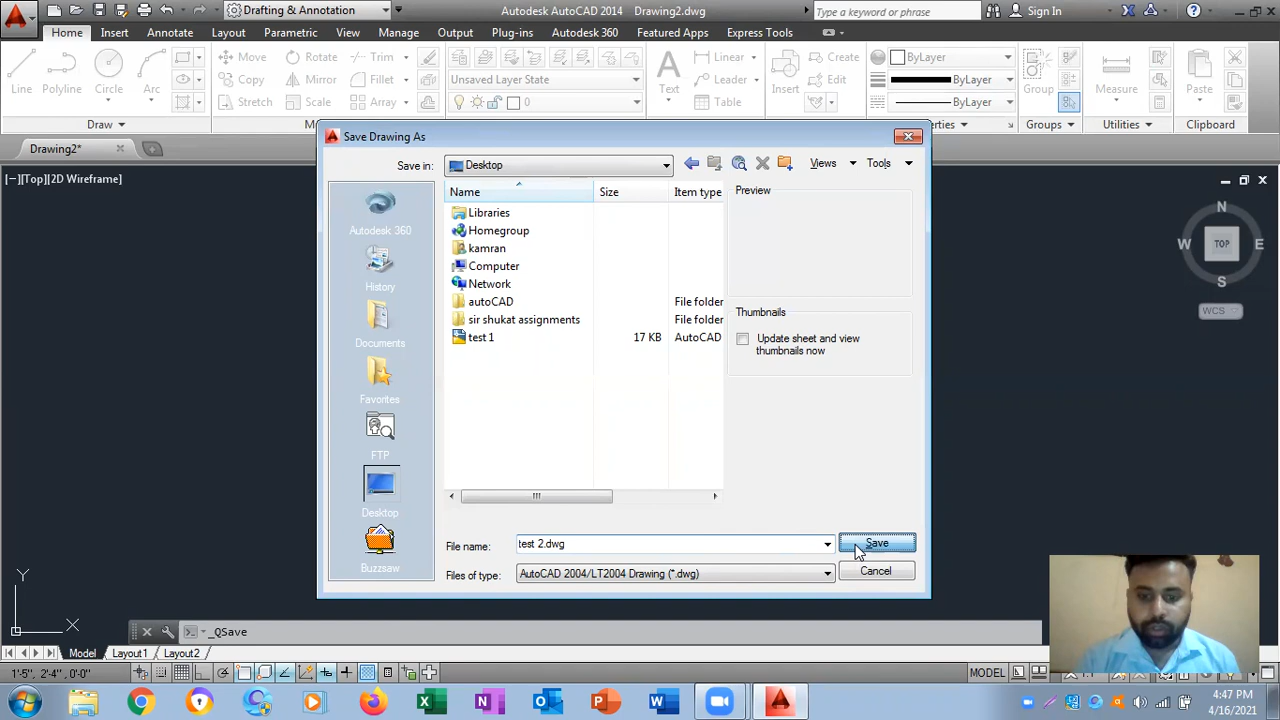 Drafting & Annotation
Autodesk AutoCAD 2014 Drawing2.dwg
Type a keyword or phrase
Sign In
Home Insert Annotate Layout Parametric View Manage Output Plug-ins Autodesk 360 Featured Apps Express Tools
Line Polyline Circle Arc
Move Rotate
Copy Mirror Fillet
Stretch Scale Array
Unsaved Layer State
0
Text
Linear
Leader
Table
Insert
Create
Edit
ByLayer
ByLayer
ByLayer
Group
Measure
Paste
Draw
Groups Utilities Clipboard
Drawing2*
[−][Top][2D Wireframe]
Save Drawing As
Save in: Desktop
Views Tools
Name Size Item type
Libraries
Homegroup
kamran
Computer
Network
autoCAD File folder
sir shukat assignments File folder
test 1 17 KB AutoCAD
Autodesk 360
History
Documents
Favorites
FTP
Desktop
Buzzsaw
Preview
Thumbnails
Update sheet and view
thumbnails now
File name: test 2.dwg
Save
Files of type: AutoCAD 2004/LT2004 Drawing (*.dwg)
Cancel
N
W TOP E
S
WCS
Y
X
_QSave
Model Layout1 Layout2
1'-5", 2'-4", 0'-0"
MODEL
4:47 PM
4/16/2021